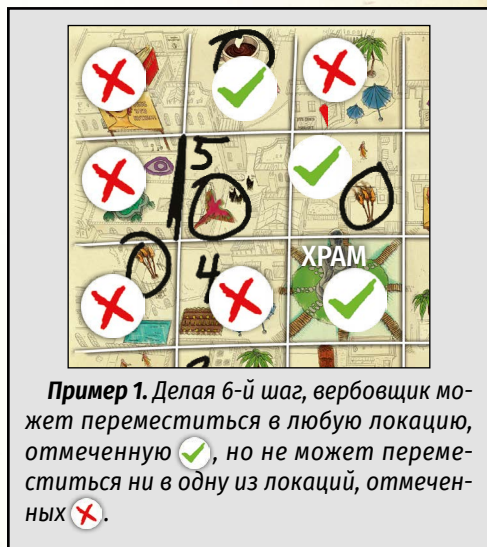 5
ХРАМ
4
Пример 1. Делая 6-й шаг, вербовщик мо-
жет переместиться в любую локацию,
отмеченную ✓, но не может переме-
ститься ни в одну из локаций, отмечен-
ных ✗.